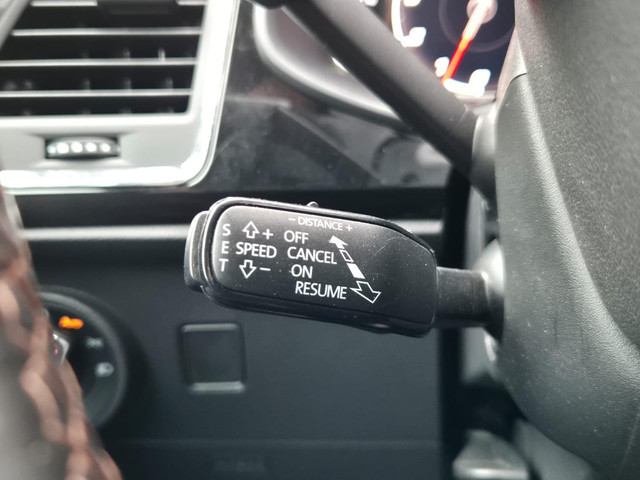 - DISTANCE +
S + OFF
E SPEED CANCEL
T - ON
RESUME